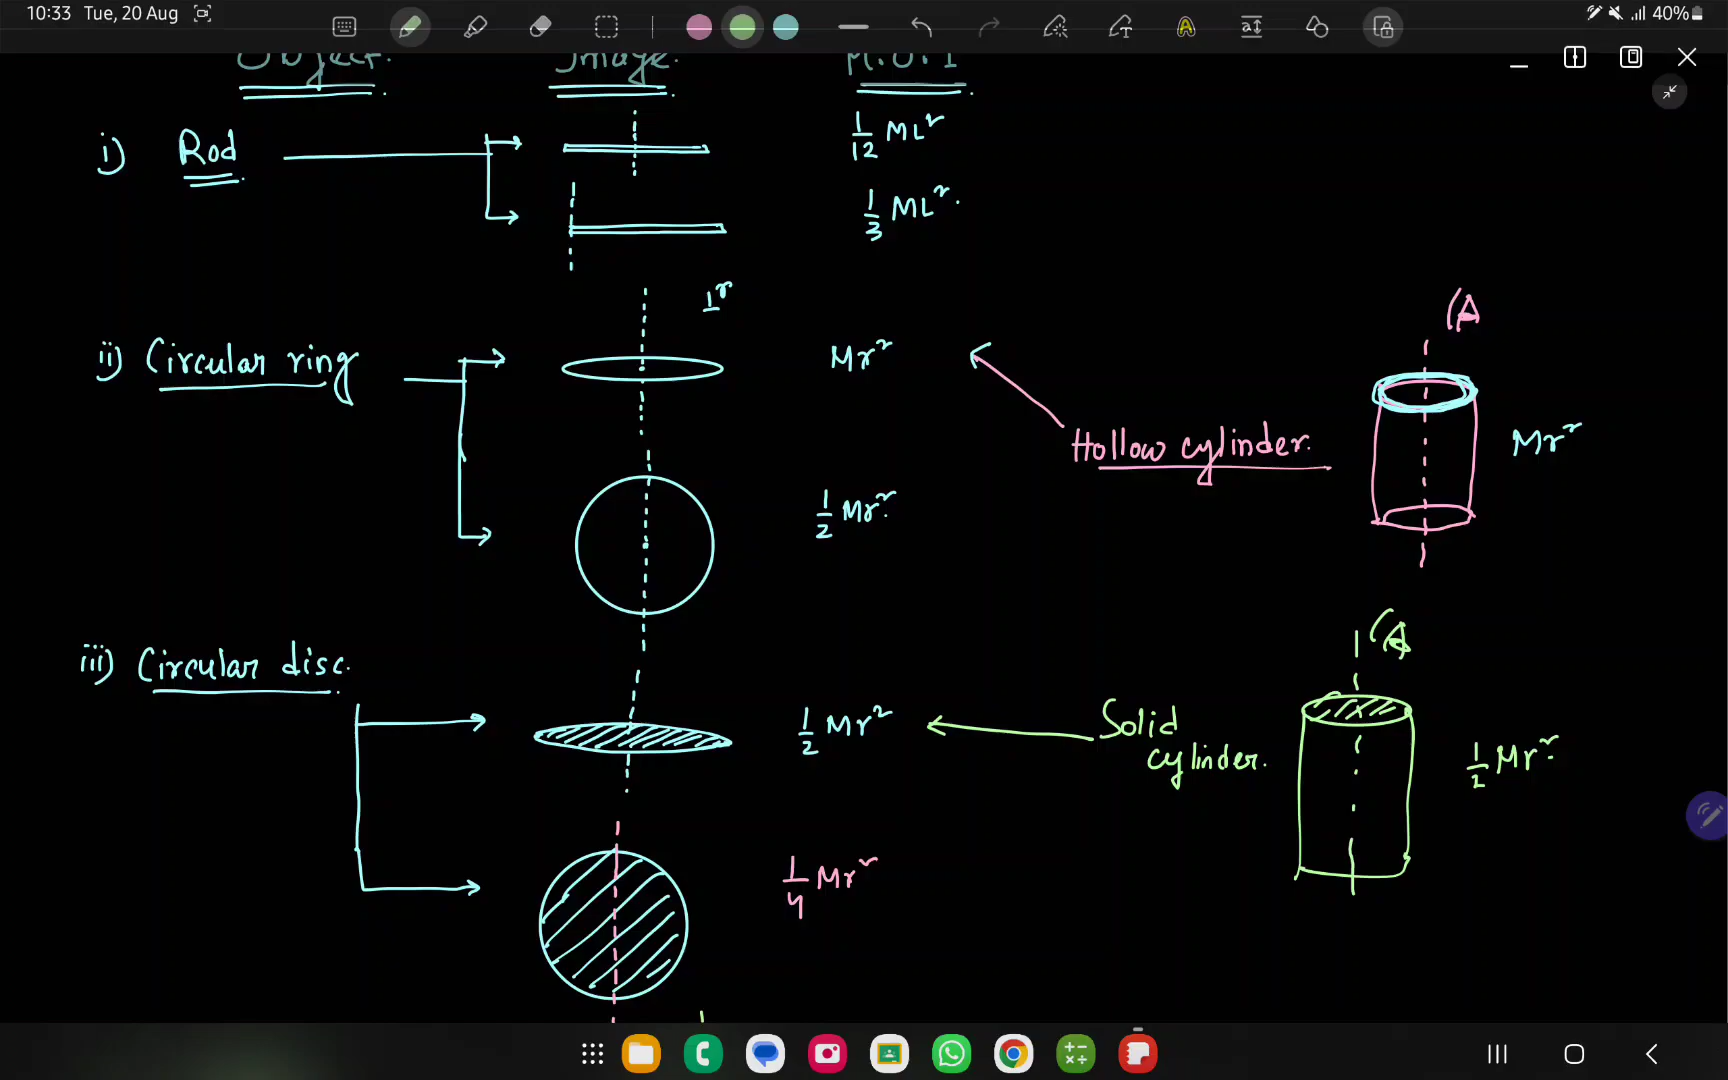 10:33 Tue, 20 Aug
40%
Object. Image. M.O.I
i) Rod
1/12 ML²
1/3 ML².
ii) Circular ring
Mr²
1/2 Mr².
Hollow cylinder.
(A
Mr²
iii) Circular disc.
1/2 Mr²
1/4 Mr²
Solid
cylinder.
(A
1/2 Mr².